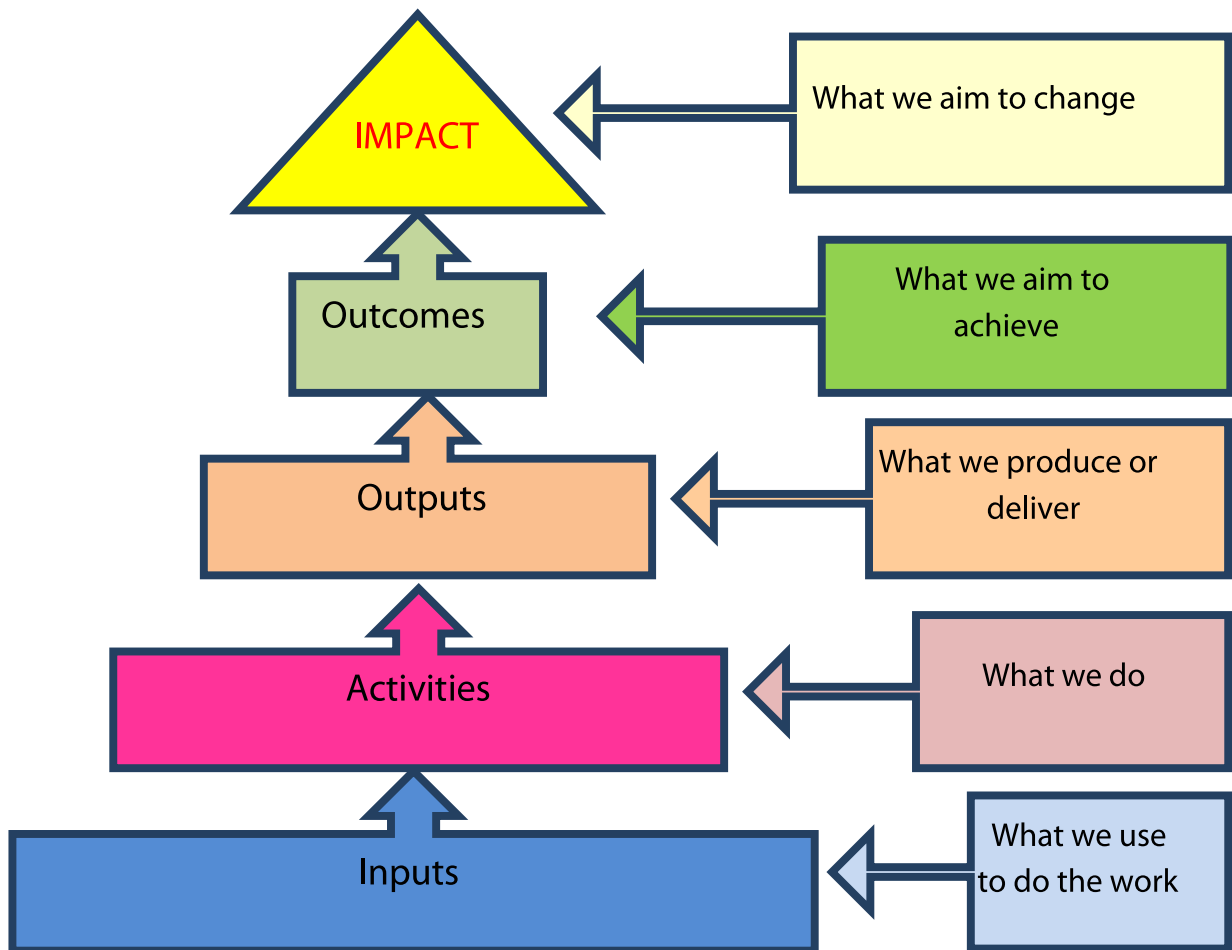 What we aim to change
IMPACT
What we aim to
achieve
Outcomes
What we produce or
deliver
Outputs
What we do
Activities
What we use
to do the work
Inputs